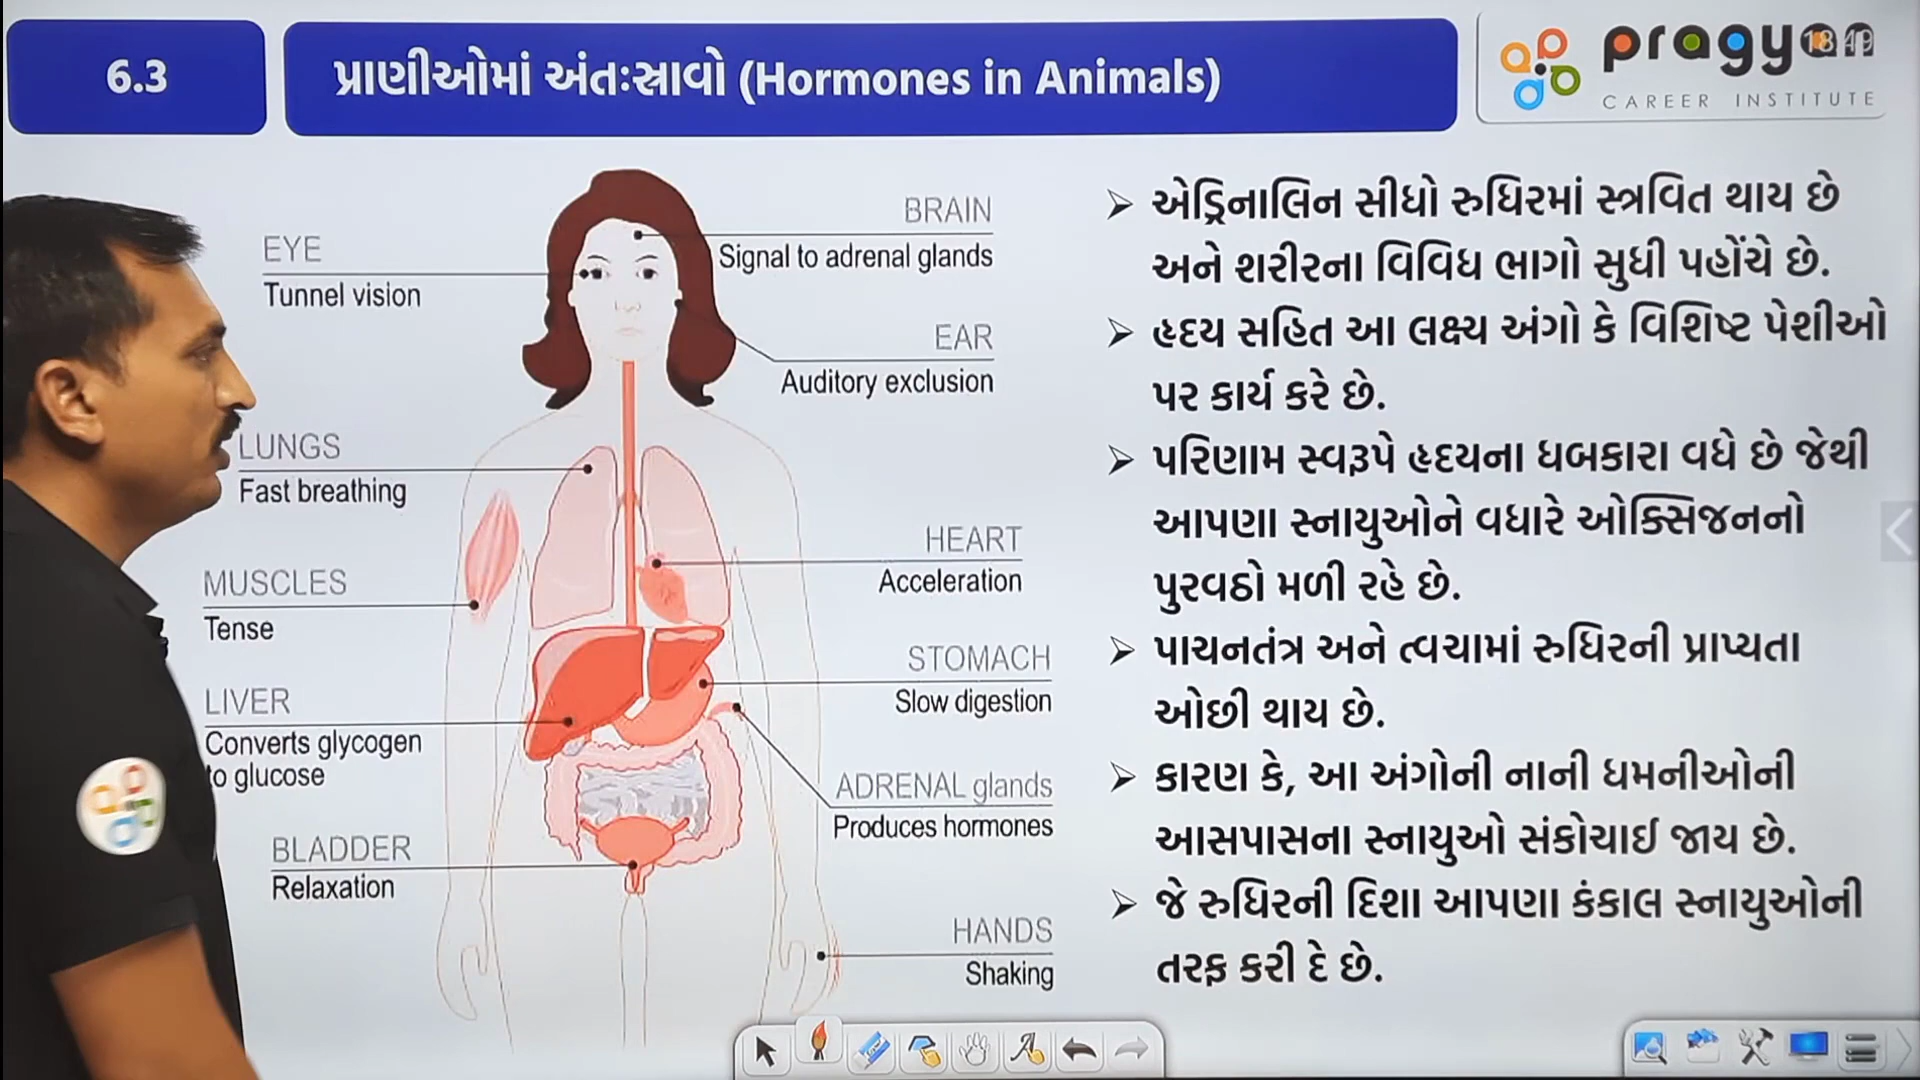 6.3
પ્રાણીઓમાં અંતઃસ્રાવો (Hormones in Animals)
pragyan
18:49
CAREER INSTITUTE
BRAIN
Signal to adrenal glands
EYE
Tunnel vision
EAR
Auditory exclusion
LUNGS
Fast breathing
HEART
Acceleration
MUSCLES
Tense
STOMACH
Slow digestion
LIVER
Converts glycogen
to glucose
ADRENAL glands
Produces hormones
BLADDER
Relaxation
HANDS
Shaking
➢ એડ્રિનાલિન સીધો રુધિરમાં સ્ત્રવિત થાય છે
અને શરીરના વિવિધ ભાગો સુધી પહોંચે છે.
➢ હૃદય સહિત આ લક્ષ્ય અંગો કે વિશિષ્ટ પેશીઓ
પર કાર્ય કરે છે.
➢ પરિણામ સ્વરૂપે હૃદયના ધબકારા વધે છે જેથી
આપણા સ્નાયુઓને વધારે ઓક્સિજનનો
પુરવઠો મળી રહે છે.
➢ પાચનતંત્ર અને ત્વચામાં રુધિરની પ્રાપ્યતા
ઓછી થાય છે.
➢ કારણ કે, આ અંગોની નાની ધમનીઓની
આસપાસના સ્નાયુઓ સંકોચાઈ જાય છે.
➢ જે રુધિરની દિશા આપણા કંકાલ સ્નાયુઓની
તરફ કરી દે છે.